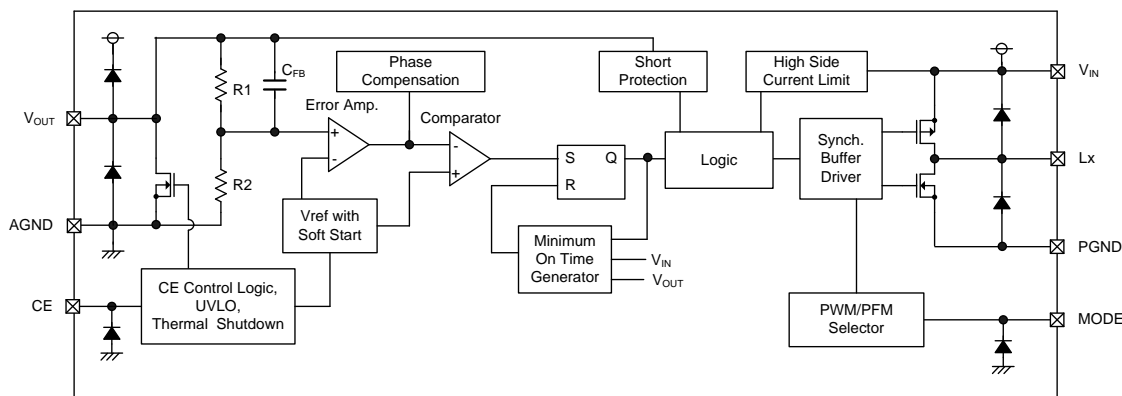 Phase
Compensation
Short
Protection
High Side
Current Limit
VIN
CFB
R1
Error Amp.
Comparator
VOUT
+
-
-
+
S
Q
R
Logic
Synch.
Buffer
Driver
Lx
R2
AGND
Vref with
Soft Start
Minimum
On Time
Generator
VIN
VOUT
PGND
CE
CE Control Logic,
UVLO,
Thermal Shutdown
PWM/PFM
Selector
MODE